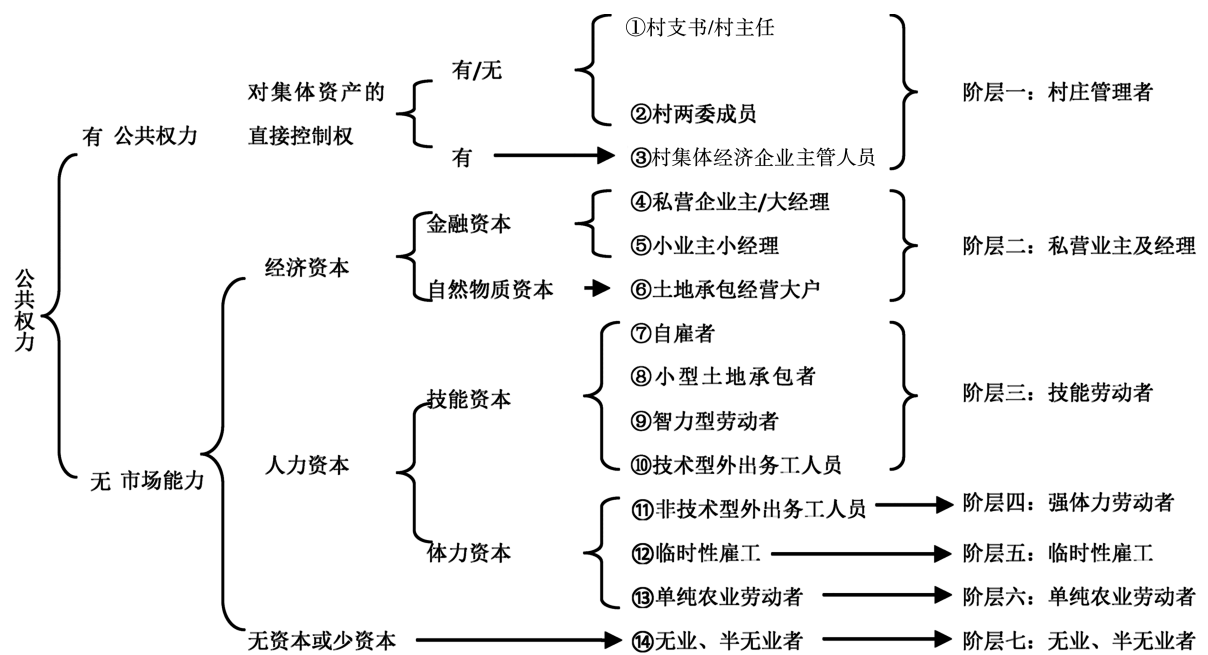 公共权力
有 公共权力
对集体资产的
直接控制权
有/无
①村支书/村主任
②村两委成员
有
③村集体经济企业主管人员
阶层一：村庄管理者
无 市场能力
经济资本
金融资本
④私营企业主/大经理
⑤小业主小经理
自然物质资本
⑥土地承包经营大户
阶层二：私营业主及经理
人力资本
技能资本
⑦自雇者
⑧小型土地承包者
⑨智力型劳动者
⑩技术型外出务工人员
阶层三：技能劳动者
体力资本
⑪非技术型外出务工人员
阶层四：强体力劳动者
⑫临时性雇工
阶层五：临时性雇工
⑬单纯农业劳动者
阶层六：单纯农业劳动者
无资本或少资本
⑭无业、半无业者
阶层七：无业、半无业者